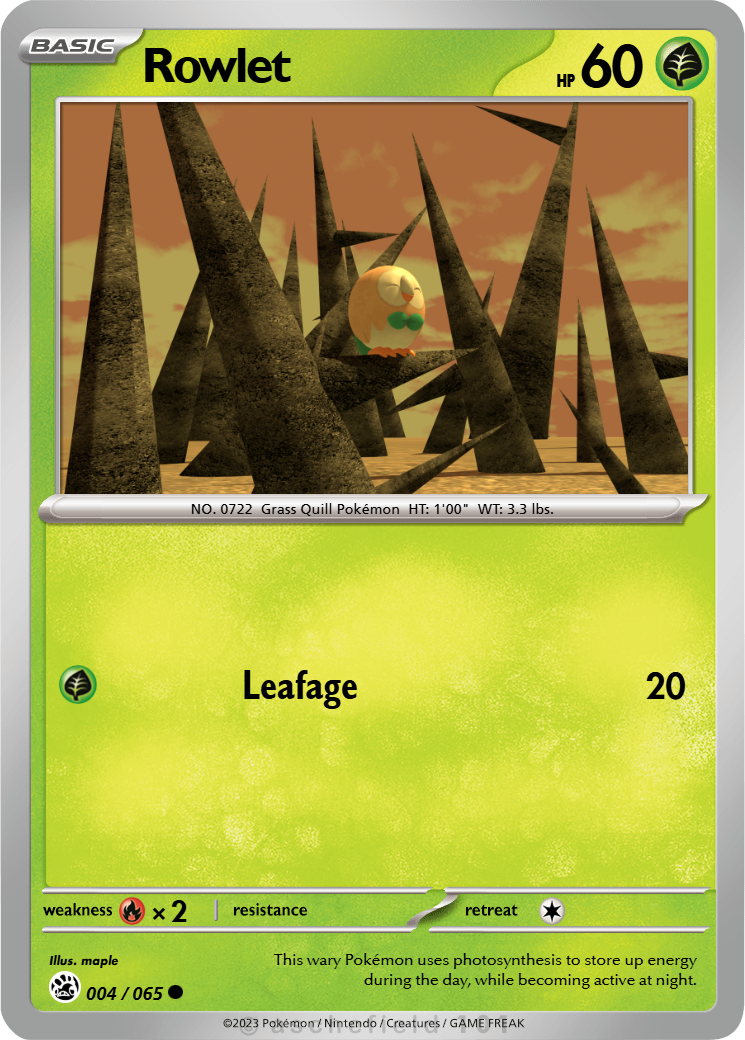 BASIC
Rowlet
HP 60
NO. 0722 Grass Quill Pokémon HT: 1'00" WT: 3.3 lbs.
Leafage 20
weakness × 2 resistance retreat
Illus. maple
This wary Pokémon uses photosynthesis to store up energy
during the day, while becoming active at night.
004 / 065
©2023 Pokémon / Nintendo / Creatures / GAME FREAK